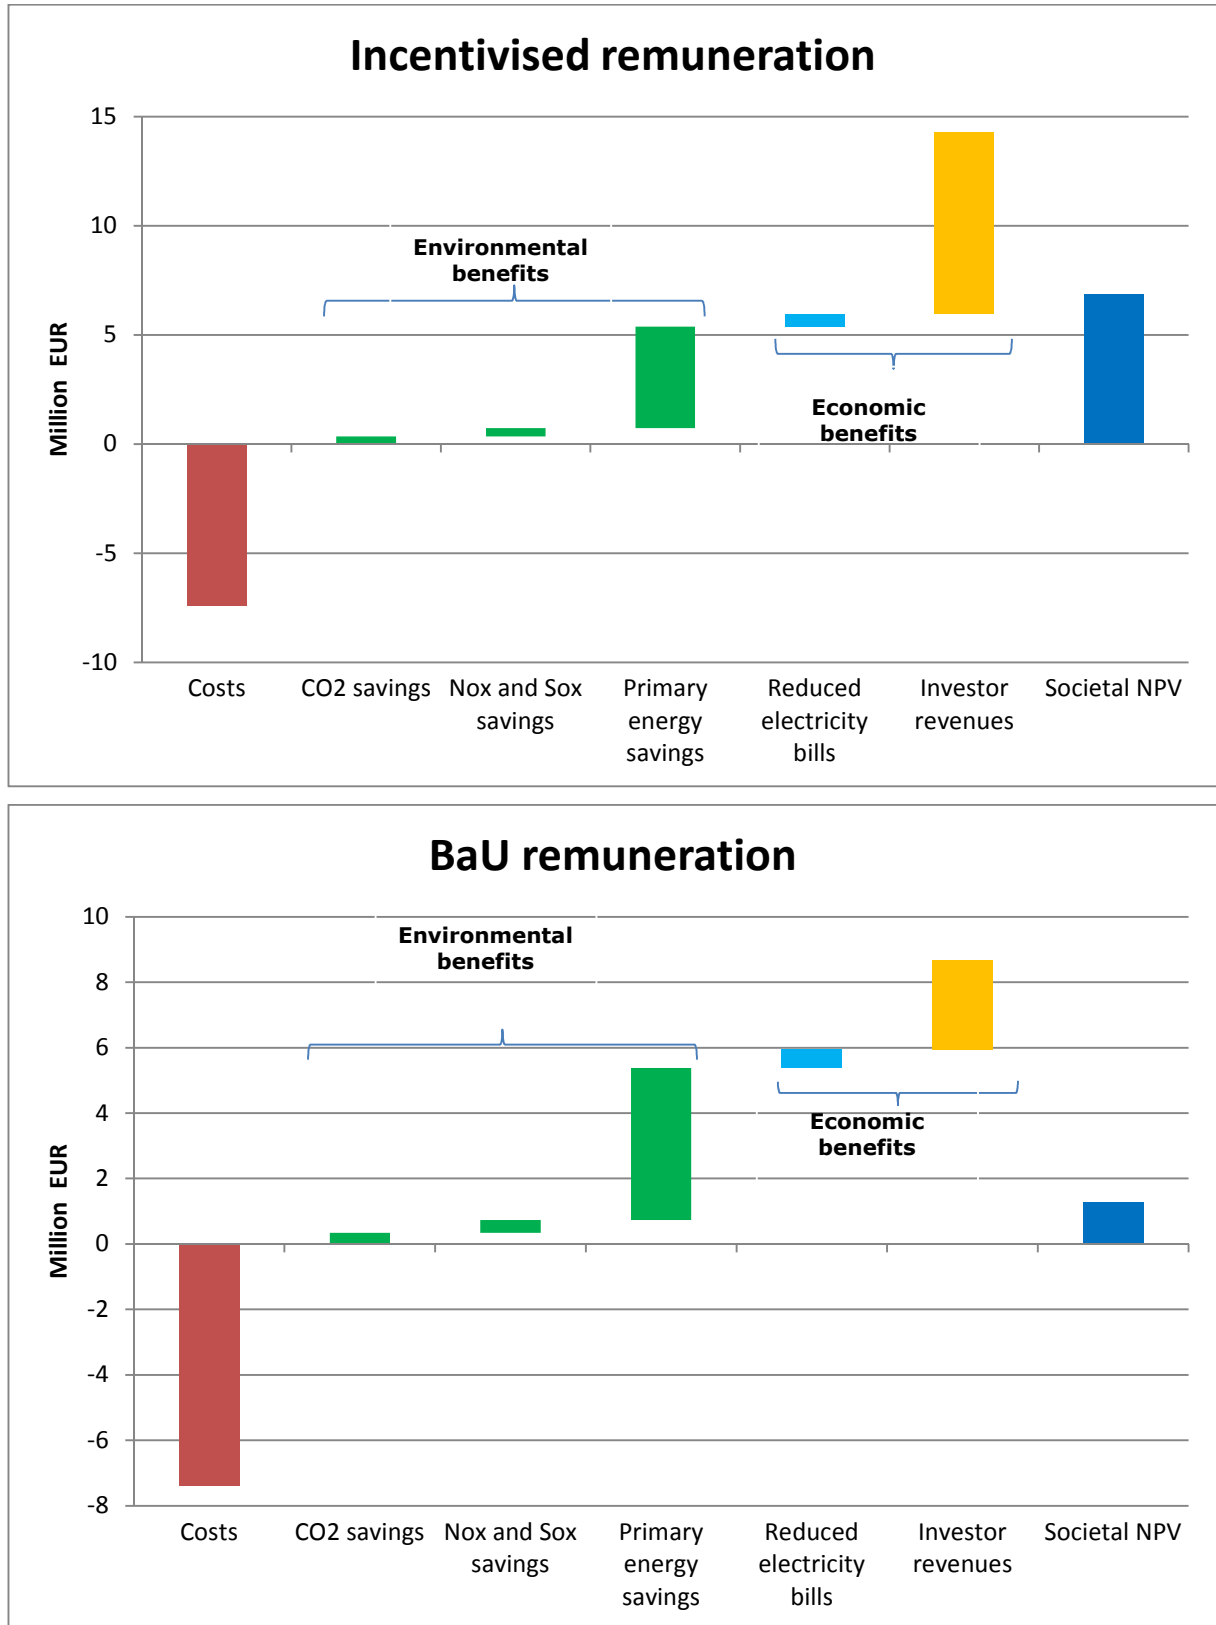 Incentivised remuneration
15
10
5
0
-5
-10
Million EUR
Environmental
benefits
Economic
benefits
Costs
CO2 savings
Nox and Sox
savings
Primary
energy
savings
Reduced
electricity
bills
Investor
revenues
Societal NPV
BaU remuneration
10
8
6
4
2
0
-2
-4
-6
-8
Million EUR
Environmental
benefits
Economic
benefits
Costs
CO2 savings
Nox and Sox
savings
Primary
energy
savings
Reduced
electricity
bills
Investor
revenues
Societal NPV